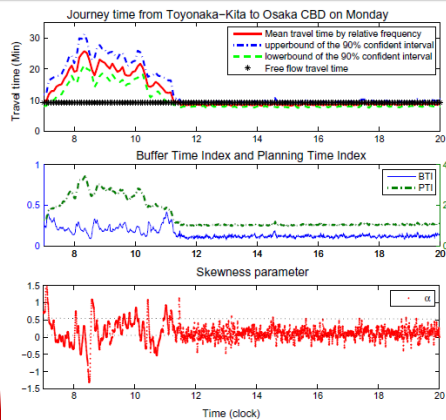 Journey time from Toyonaka-Kita to Osaka CBD on Monday
Travel time (Min)
30
20
10
0
Mean travel time by relative frequency
upperbound of the 90% confident interval
lowerbound of the 90% confident interval
Free flow travel time
8 10 12 14 16 18 20
Buffer Time Index and Planning Time Index
1
0.5
0
BTI
PTI
4
2
0
8 10 12 14 16 18 20
Skewness parameter
1.5
1
0.5
0
-0.5
-1
-1.5
α
8 10 12 14 16 18 20
Time (clock)